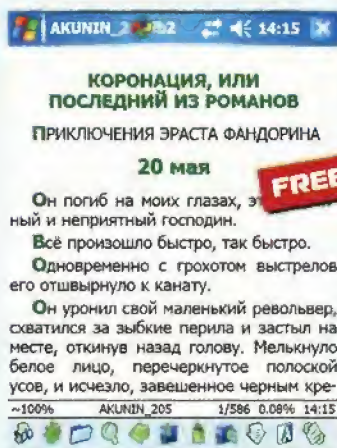 AKUNIN_2 2 14:15
КОРОНАЦИЯ, ИЛИ
ПОСЛЕДНИЙ ИЗ РОМАНОВ
ПРИКЛЮЧЕНИЯ ЭРАСТА ФАНДОРИНА
20 мая
FREE
Он погиб на моих глазах, э
ный и неприятный господин.
Всё произошло быстро, так быстро.
Одновременно с грохотом выстрелов
его отшвырнуло к канату.
Он уронил свой маленький револьвер,
схватился за зыбкие перила и застыл на
месте, откинув назад голову. Мелькнуло
белое лицо, перечеркнутое полоской
усов, и исчезло, завешенное черным кре-
~100% AKUNIN_205 1/586 0.08% 14:15